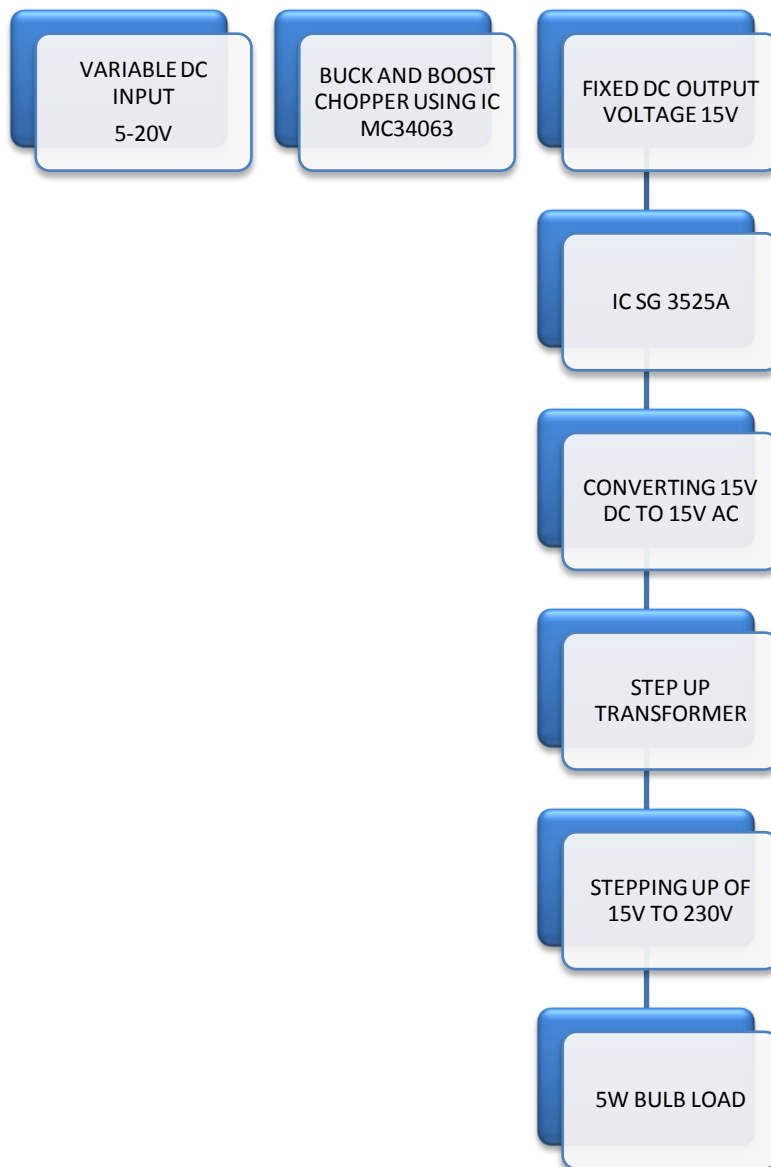 VARIABLE DC
INPUT
5-20V
BUCK AND BOOST
CHOPPER USING IC
MC34063
FIXED DC OUTPUT
VOLTAGE 15V
IC SG 3525A
CONVERTING 15V
DC TO 15V AC
STEP UP
TRANSFORMER
STEPPING UP OF
15V TO 230V
5W BULB LOAD